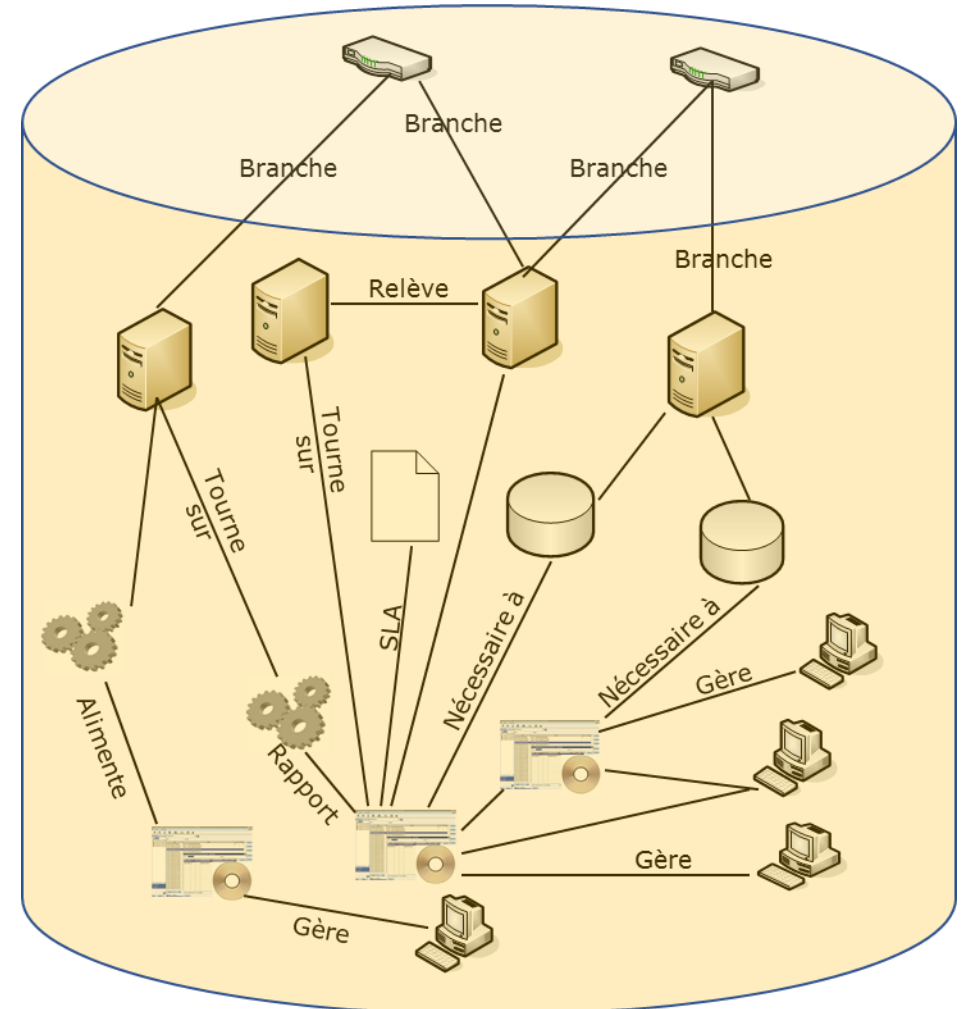 Branche
Branche
Branche
Branche
Relève
Tourne
sur
Tourne
sur
SLA
Nécessaire à
Nécessaire à
Gère
Alimente
Rapport
Gère
Gère